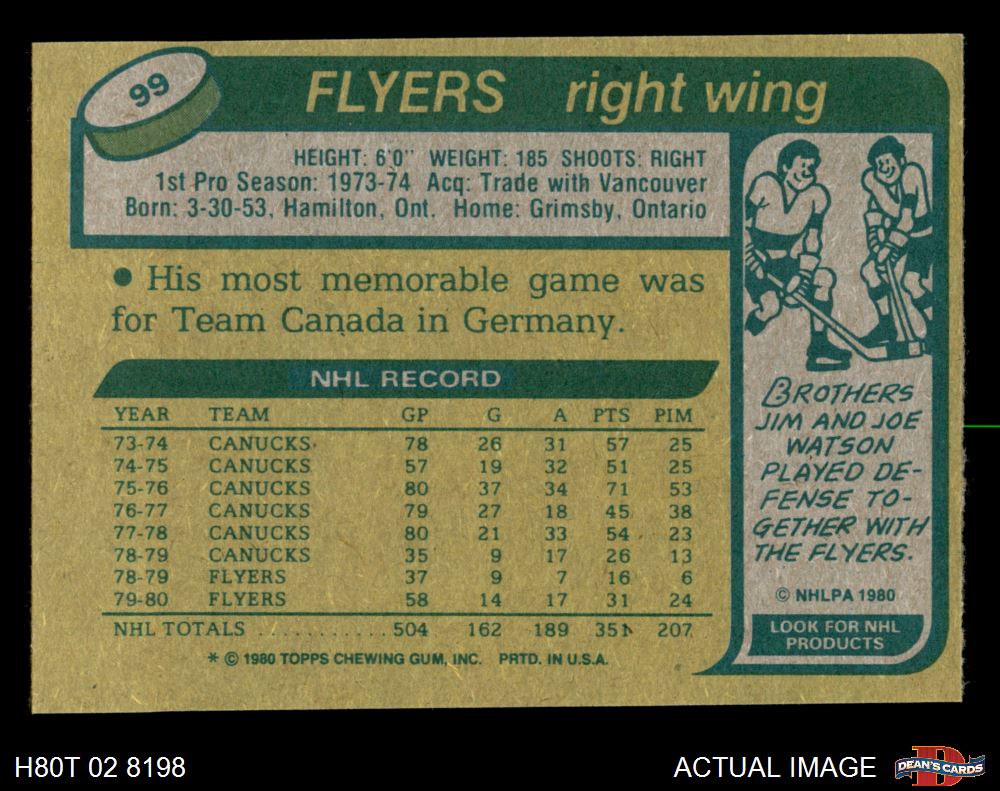 99
FLYERS right wing
HEIGHT: 6'0" WEIGHT: 185 SHOOTS: RIGHT
1st Pro Season: 1973-74 Acq: Trade with Vancouver
Born: 3-30-53, Hamilton, Ont. Home: Grimsby, Ontario
● His most memorable game was
for Team Canada in Germany.
NHL RECORD
YEAR TEAM GP G A PTS PIM
73-74 CANUCKS 78 26 31 57 25
74-75 CANUCKS 57 19 32 51 25
75-76 CANUCKS 80 37 34 71 53
76-77 CANUCKS 79 27 18 45 38
77-78 CANUCKS 80 21 33 54 23
78-79 CANUCKS 35 9 17 26 13
78-79 FLYERS 37 9 7 16 6
79-80 FLYERS 58 14 17 31 24
NHL TOTALS ........... 504 162 189 351 207
* © 1980 TOPPS CHEWING GUM, INC. PRTD. IN U.S.A.
BROTHERS
JIM AND JOE
WATSON
PLAYED DE-
FENSE TO-
GETHER WITH
THE FLYERS.
© NHLPA 1980
LOOK FOR NHL
PRODUCTS
H80T 02 8198
ACTUAL IMAGE
D
DEAN'S CARDS